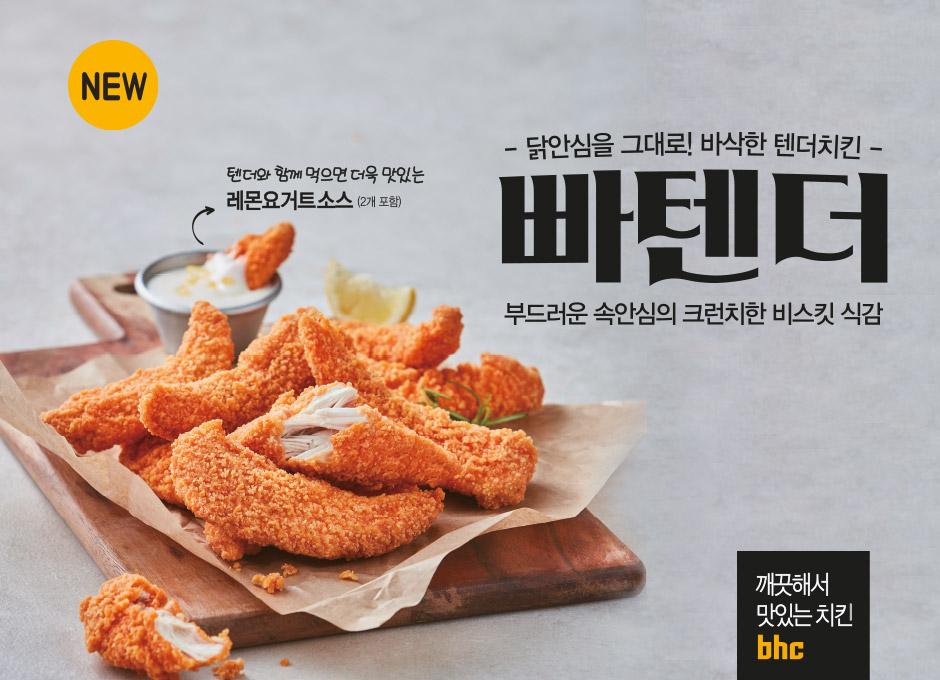 NEW
텐더와 함께 먹으면 더욱 맛있는
레몬요거트소스 (2개 포함)
- 닭안심을 그대로! 바삭한 텐더치킨 -
빠텐더
부드러운 속안심의 크런치한 비스킷 식감
깨끗해서
맛있는 치킨
bhc